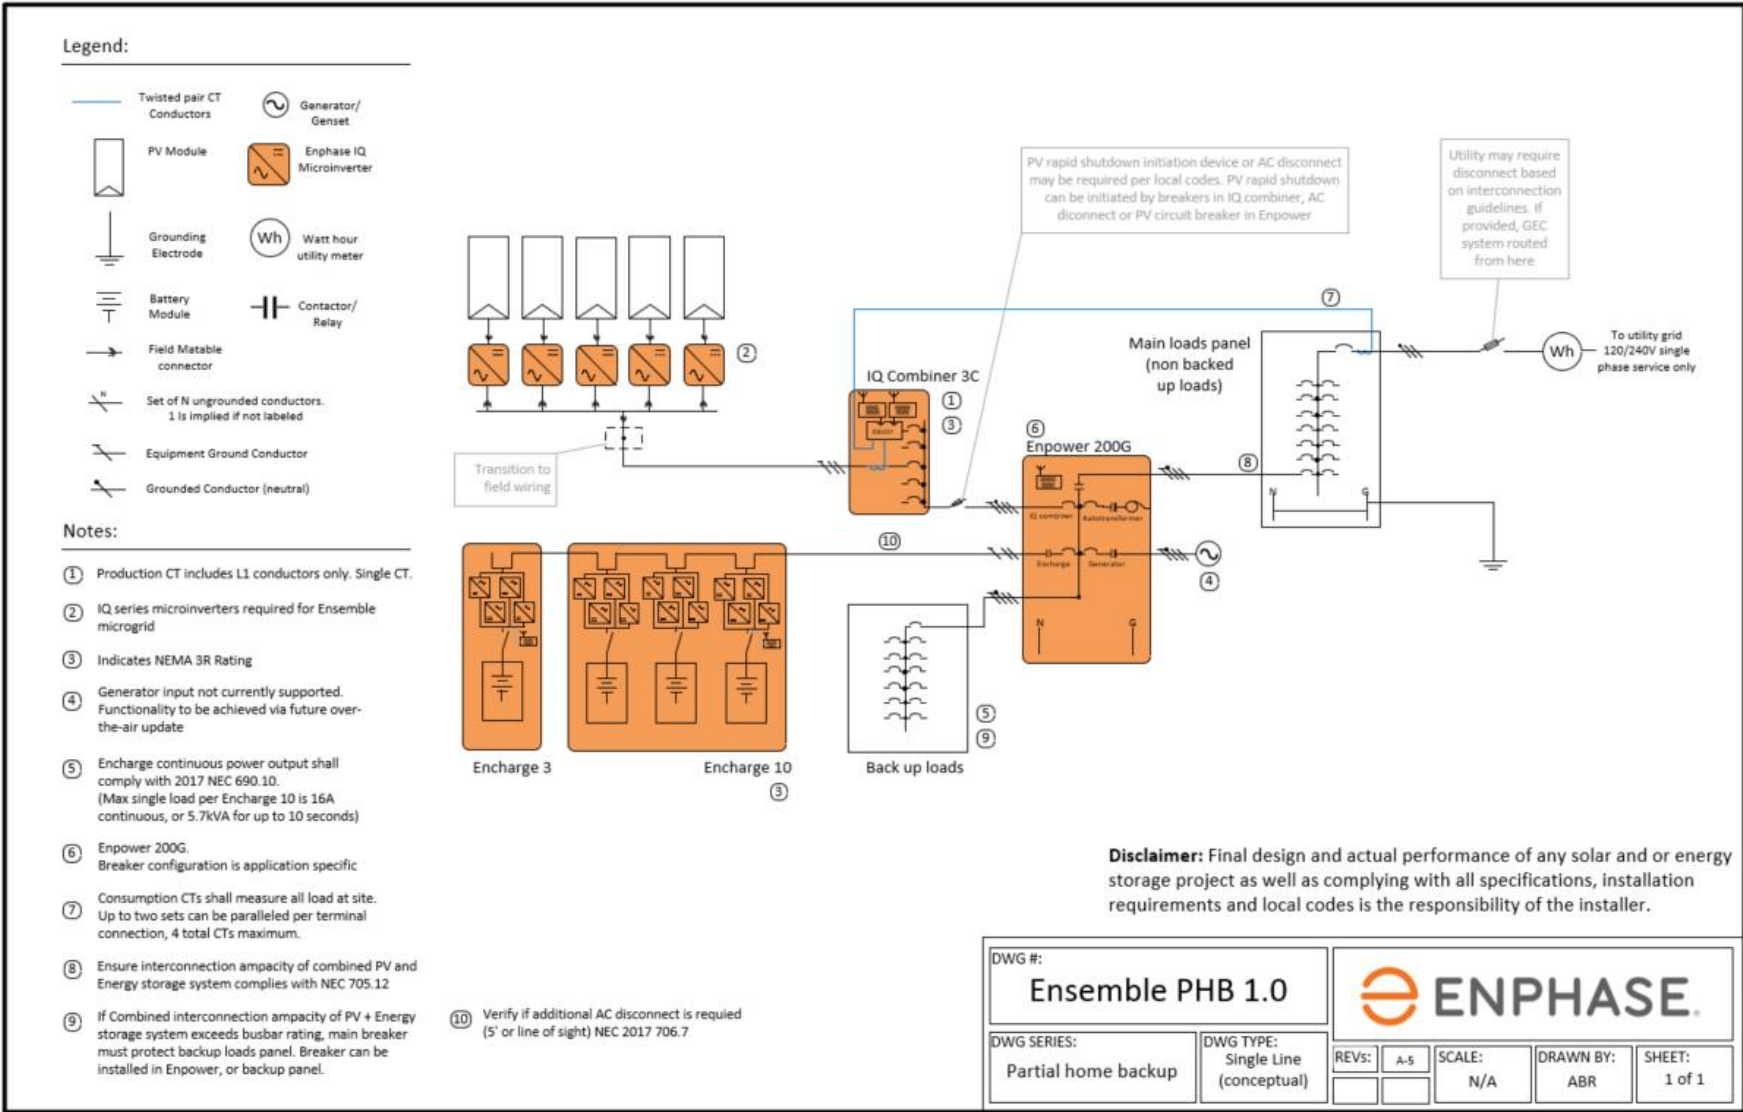 Legend:
Twisted pair CT
Conductors
Generator/
Genset
PV Module
Enphase IQ
Microinverter
Grounding
Electrode
Wh
Watt hour
utility meter
Battery
Module
Contactor/
Relay
Field Matable
connector
N
Set of N ungrounded conductors.
1 Is implied if not labeled
Equipment Ground Conductor
Grounded Conductor (neutral)
Notes:
1 Production CT includes L1 conductors only. Single CT.
2 IQ series microinverters required for Ensemble
microgrid
3 Indicates NEMA 3R Rating
4 Generator input not currently supported.
Functionality to be achieved via future over-
the-air update
5 Encharge continuous power output shall
comply with 2017 NEC 690.10.
(Max single load per Encharge 10 is 16A
continuous, or 5.7kVA for up to 10 seconds)
6 Enpower 200G.
Breaker configuration is application specific
7 Consumption CTs shall measure all load at site.
Up to two sets can be paralleled per terminal
connection, 4 total CTs maximum.
8 Ensure interconnection ampacity of combined PV and
Energy storage system complies with NEC 705.12
9 If Combined interconnection ampacity of PV + Energy
storage system exceeds busbar rating, main breaker
must protect backup loads panel. Breaker can be
installed in Enpower, or backup panel.
10 Verify if additional AC disconnect is requied
(5' or line of sight) NEC 2017 706.7
PV rapid shutdown initiation device or AC disconnect
may be required per local codes. PV rapid shutdown
can be initiated by breakers in IQ combiner, AC
diconnect or PV circuit breaker in Enpower
Utility may require
disconnect based
on interconnection
guidelines. If
provided, GEC
system routed
from here
2
Transition to
field wiring
IQ Combiner 3C
1
3
7
Main loads panel
(non backed
up loads)
N
G
Wh
To utility grid
120/240V single
phase service only
6
Enpower 200G
8
IQ combiner
Autotransformer
Encharge
Generator
N
G
4
10
Encharge 3
Encharge 10
3
5
9
Back up loads
Disclaimer: Final design and actual performance of any solar and or energy
storage project as well as complying with all specifications, installation
requirements and local codes is the responsibility of the installer.
DWG #:
Ensemble PHB 1.0
ENPHASE.
DWG SERIES:
Partial home backup
DWG TYPE:
Single Line
(conceptual)
REVs:
A-5
SCALE:
N/A
DRAWN BY:
ABR
SHEET:
1 of 1